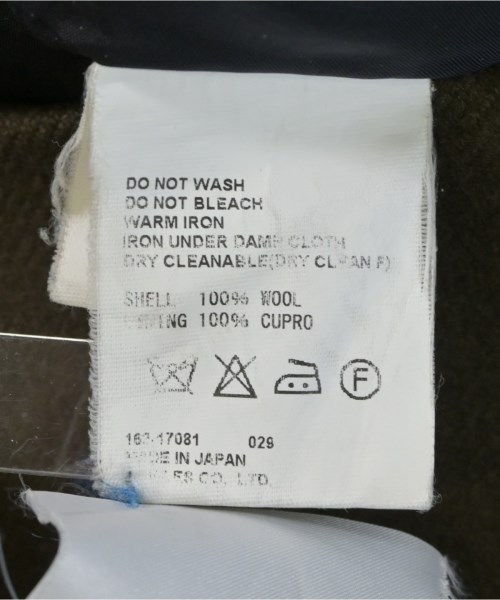 DO NOT WASH
DO NOT BLEACH
WARM IRON
IRON UNDER DAMP CLOTH
DRY CLEANABLE(DRY CLEAN F)
SHELL 100% WOOL
LINING 100% CUPRO
F
029
MADE IN JAPAN
CO., LTD.